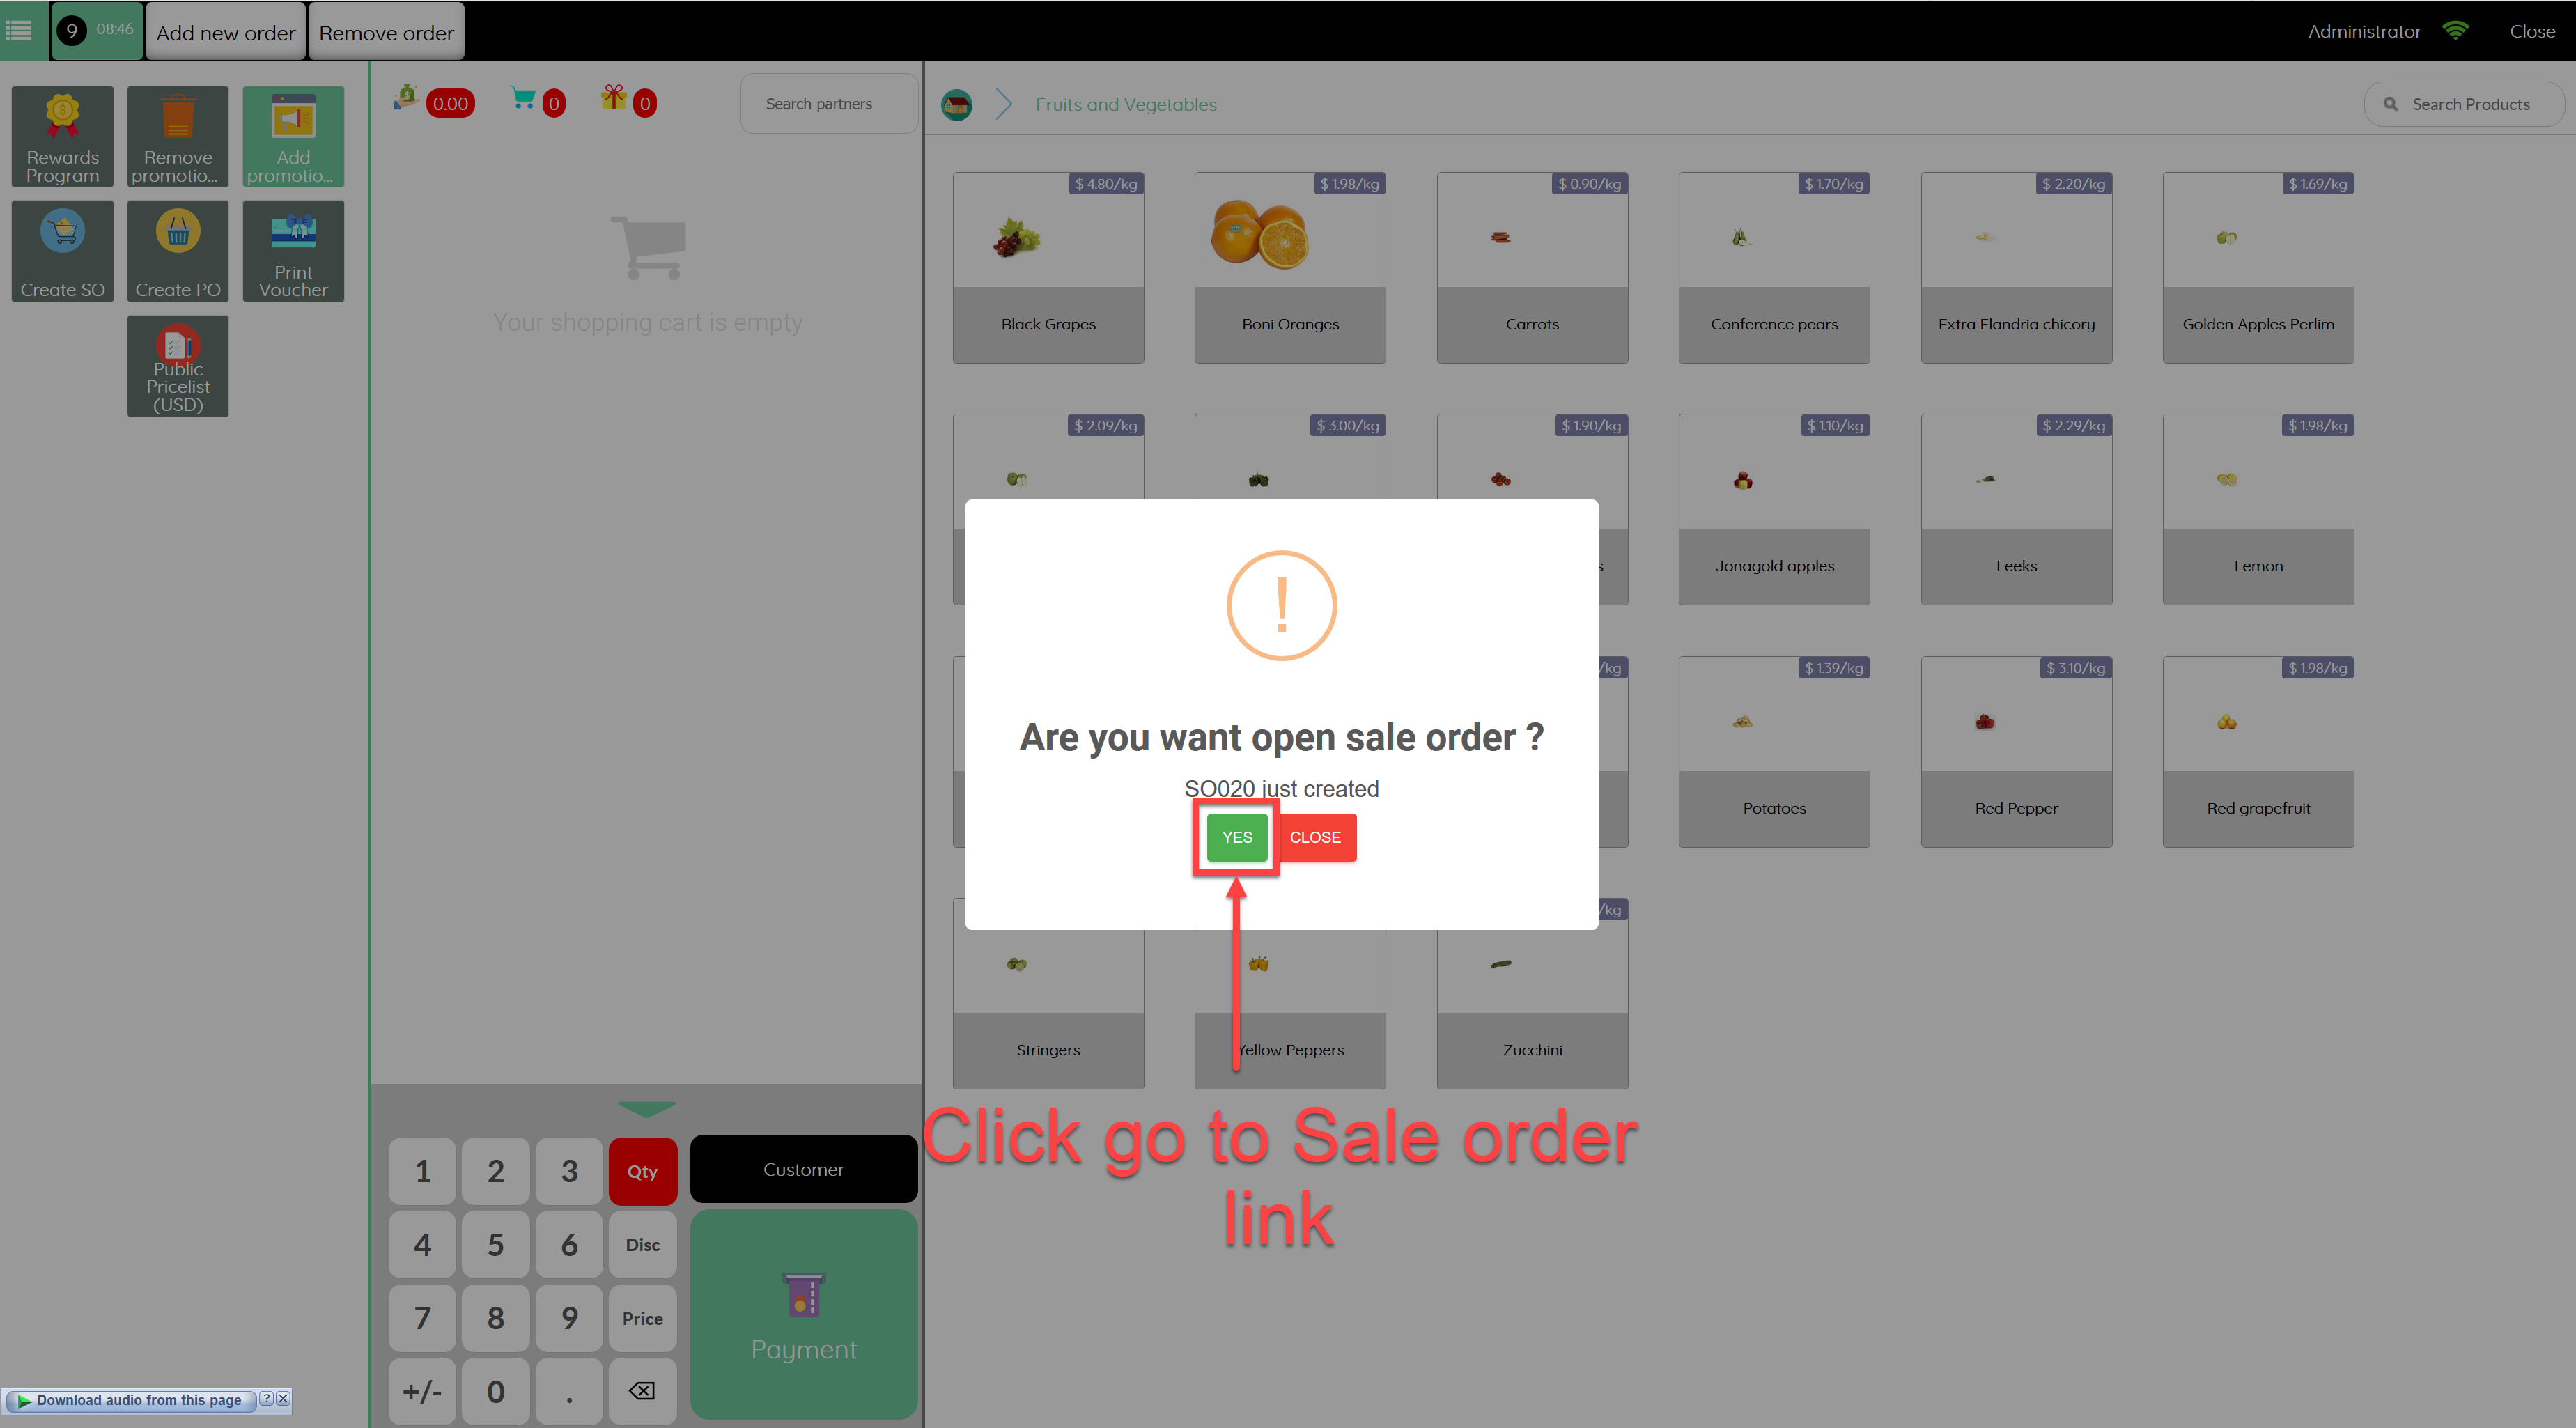 9 08:46 Add new order Remove order Administrator Close
Rewards
Program
Remove
promotio...
Add
promotio...
Create SO
Create PO
Print
Voucher
Public
Pricelist
(USD)
0.00 0 0 Search partners
Your shopping cart is empty
Fruits and Vegetables
Search Products
$ 4.80/kg $ 1.98/kg $ 0.90/kg $ 1.70/kg $ 2.20/kg $ 1.69/kg
Black Grapes Boni Oranges Carrots Conference pears Extra Flandria chicory Golden Apples Perlim
$ 2.09/kg $ 3.00/kg $ 1.90/kg $ 1.10/kg $ 2.29/kg $ 1.98/kg
s Jonagold apples Leeks Lemon
/kg $ 1.39/kg $ 3.10/kg $ 1.98/kg
Potatoes Red Pepper Red grapefruit
/kg
Stringers Yellow Peppers Zucchini
!
Are you want open sale order ?
SO020 just created
YES CLOSE
Click go to Sale order
link
1 2 3 Qty
4 5 6 Disc
7 8 9 Price
+/- 0 .
Customer
Payment
Download audio from this page ? X